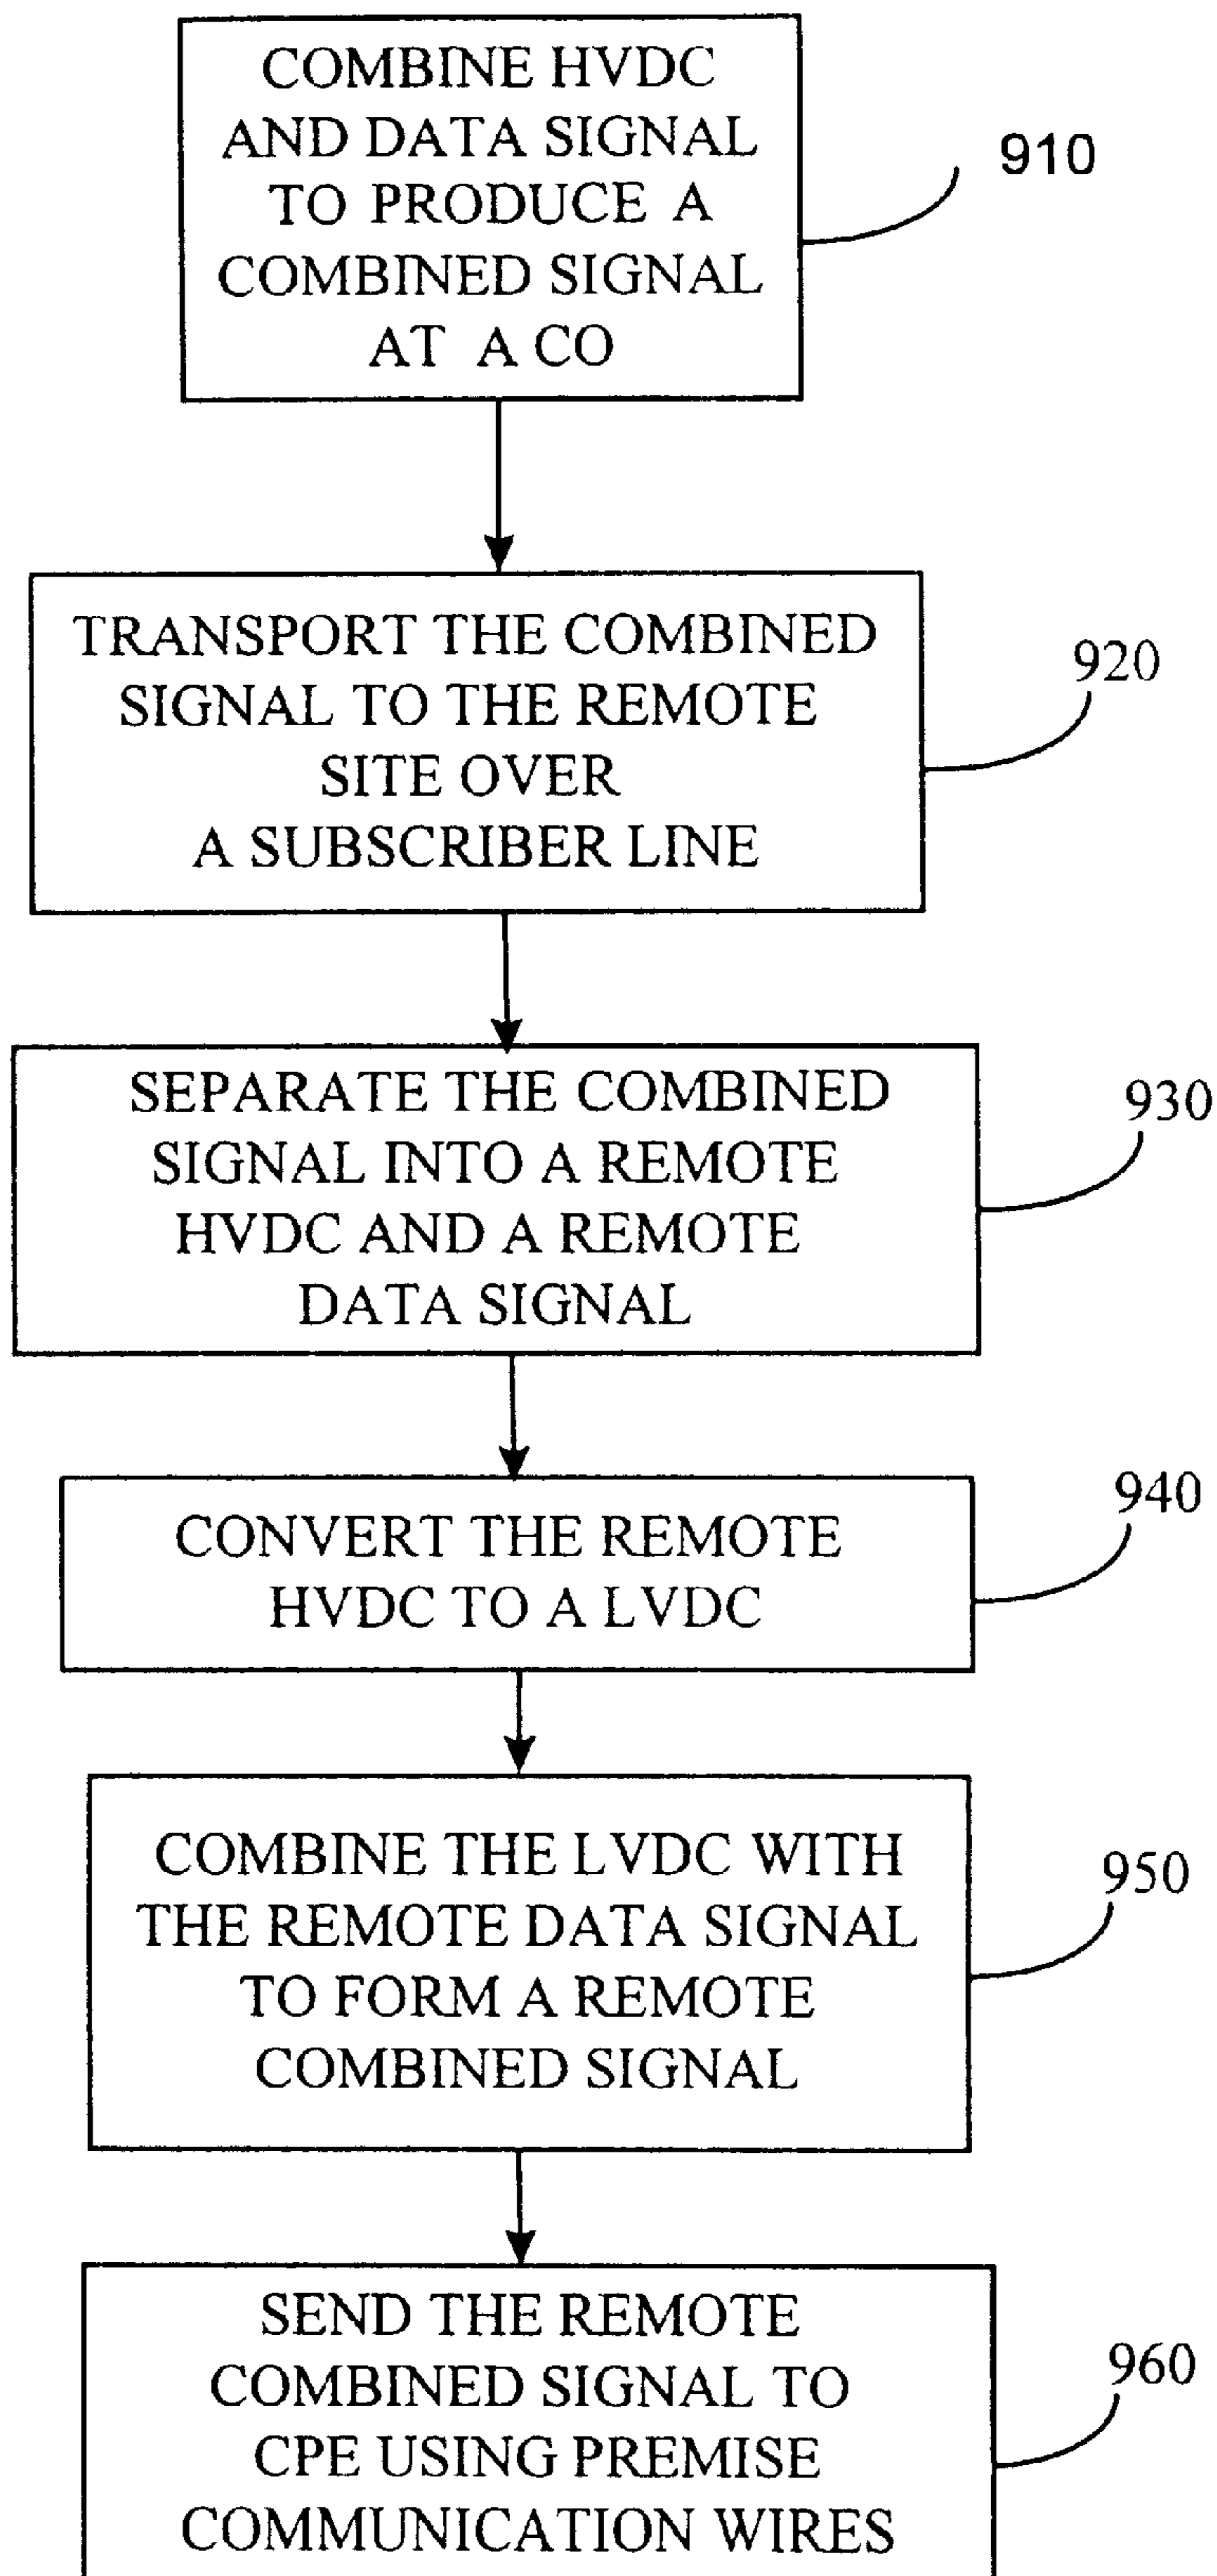 COMBINE HVDC
AND DATA SIGNAL
TO PRODUCE A
COMBINED SIGNAL
AT A CO
910
TRANSPORT THE COMBINED
SIGNAL TO THE REMOTE
SITE OVER
A SUBSCRIBER LINE
920
SEPARATE THE COMBINED
SIGNAL INTO A REMOTE
HVDC AND A REMOTE
DATA SIGNAL
930
CONVERT THE REMOTE
HVDC TO A LVDC
940
COMBINE THE LVDC WITH
THE REMOTE DATA SIGNAL
TO FORM A REMOTE
COMBINED SIGNAL
950
SEND THE REMOTE
COMBINED SIGNAL TO
CPE USING PREMISE
COMMUNICATION WIRES
960